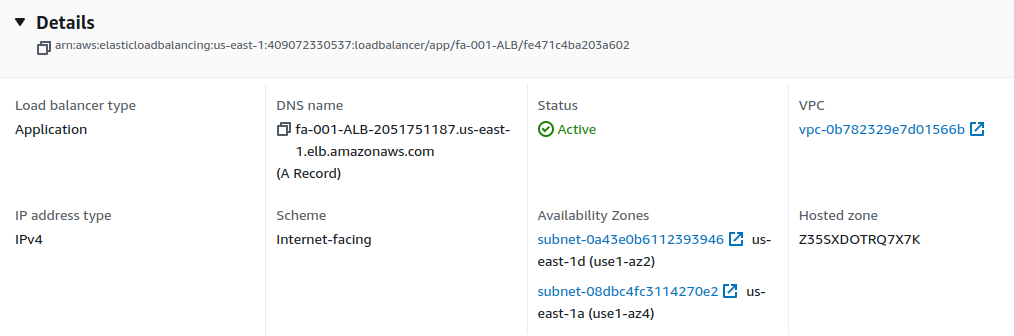 Details
arn:aws:elasticloadbalancing:us-east-1:409072330537:loadbalancer/app/fa-001-ALB/fe471c4ba203a602
Load balancer type
Application
DNS name
fa-001-ALB-2051751187.us-east-
1.elb.amazonaws.com
(A Record)
Status
Active
VPC
vpc-0b782329e7d01566b
IP address type
IPv4
Scheme
Internet-facing
Availability Zones
subnet-0a43e0b6112393946 us-
east-1d (use1-az2)
subnet-08dbc4fc3114270e2 us-
east-1a (use1-az4)
Hosted zone
Z35SXDOTRQ7X7K